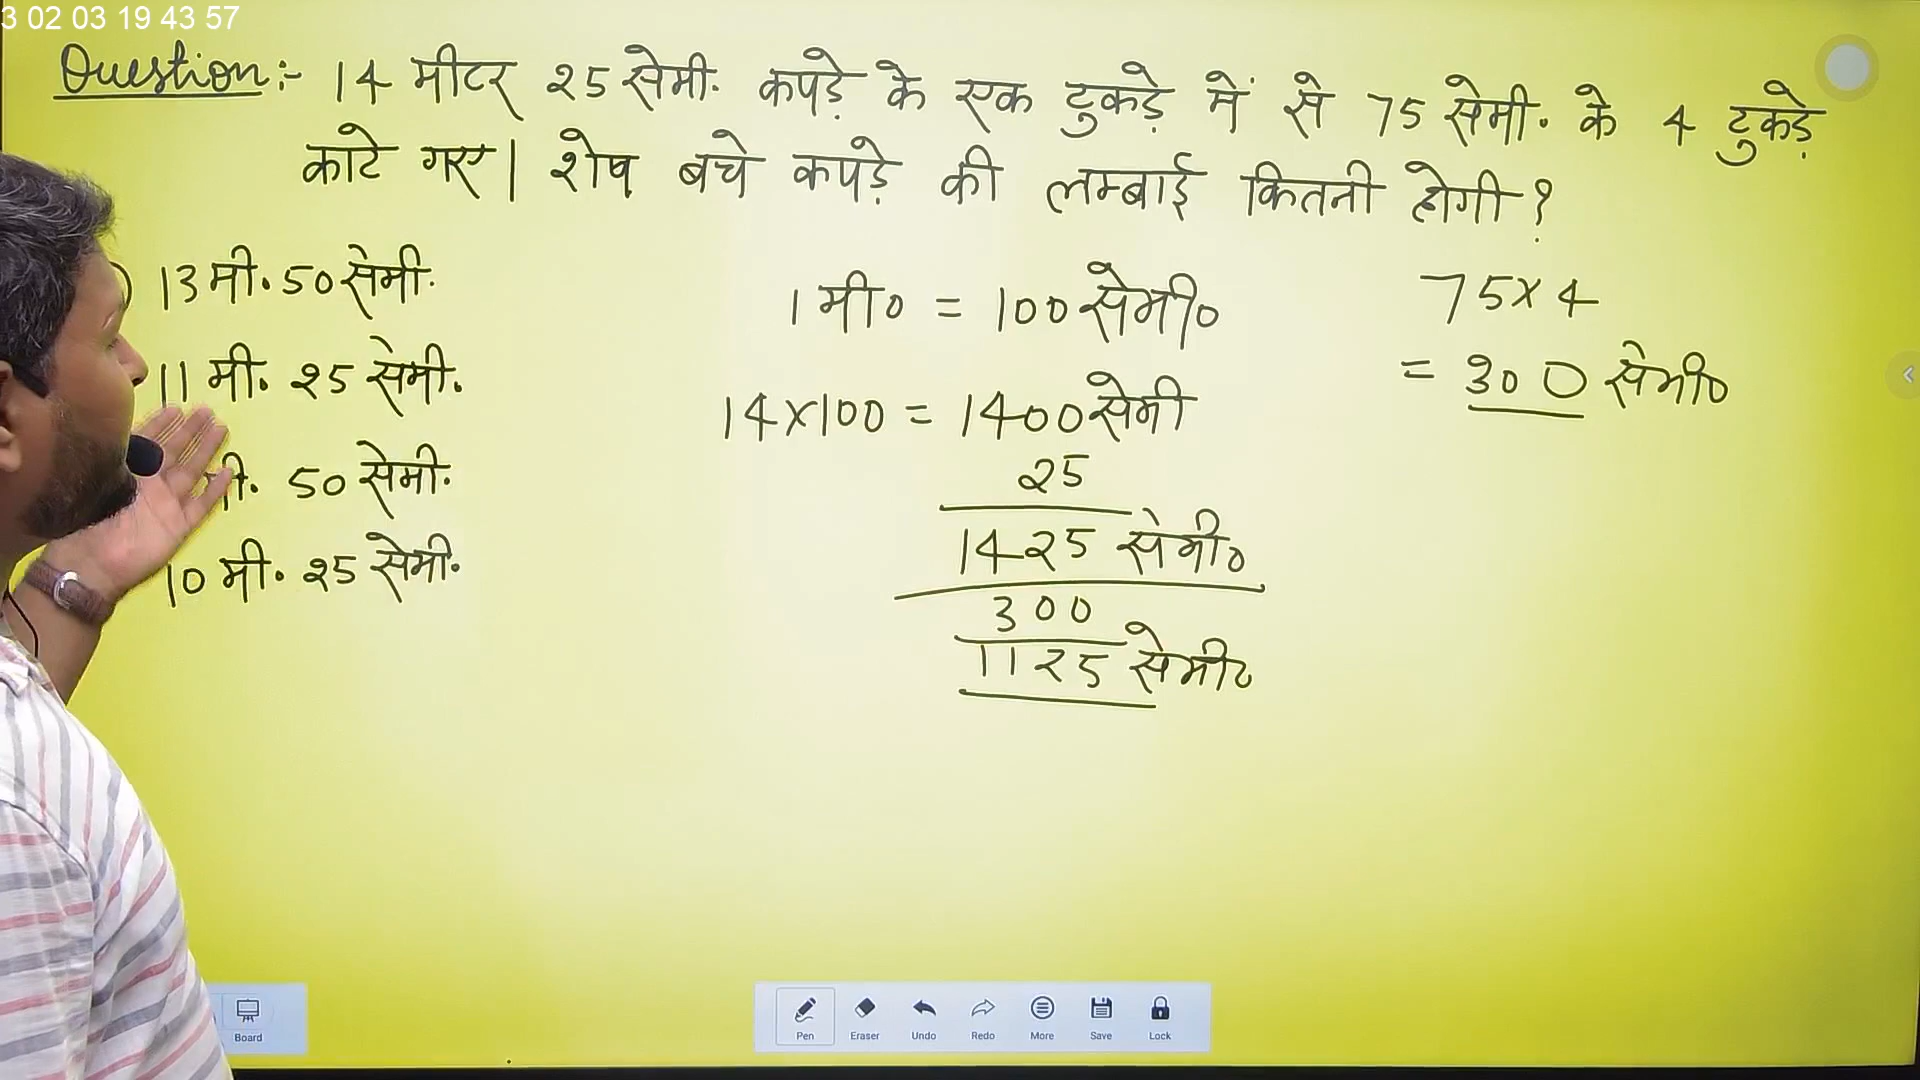 3 02 03 19 43 57
Question:- 14 मीटर 25 सेमी. कपड़े के एक टुकड़े में से 75 सेमी. के 4 टुकड़े
काटे गए। शेष बचे कपड़े की लम्बाई कितनी होगी?
) 13 मी. 50 सेमी.
11 मी. 25 सेमी.
मी. 50 सेमी.
10 मी. 25 सेमी.
1 मी० = 100 सेमी०
14×100 = 1400 सेमी
25
1425 सेमी०
300
1125 सेमी०
75×4
= 300 सेमी०
Board
Pen Eraser Undo Redo More Save Lock